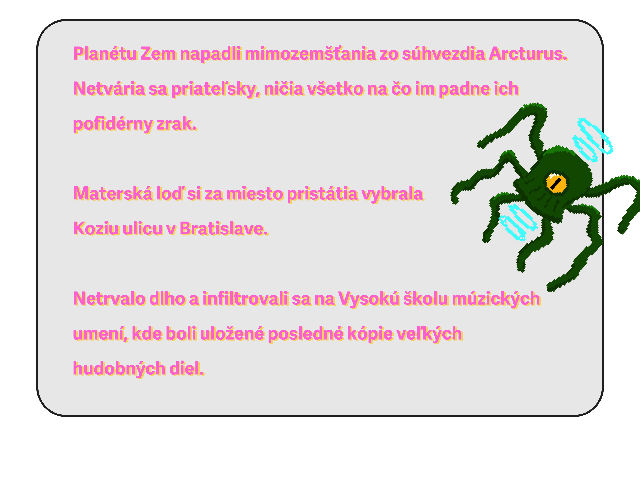 Planétu Zem napadli mimozemšťania zo súhvezdia Arcturus.
Netvária sa priateľsky, ničia všetko na čo im padne ich
pofidérny zrak.
Materská loď si za miesto pristátia vybrala
Koziu ulicu v Bratislave.
Netrvalo dlho a infiltrovali sa na Vysokú školu múzických
umení, kde boli uložené posledné kópie veľkých
hudobných diel.